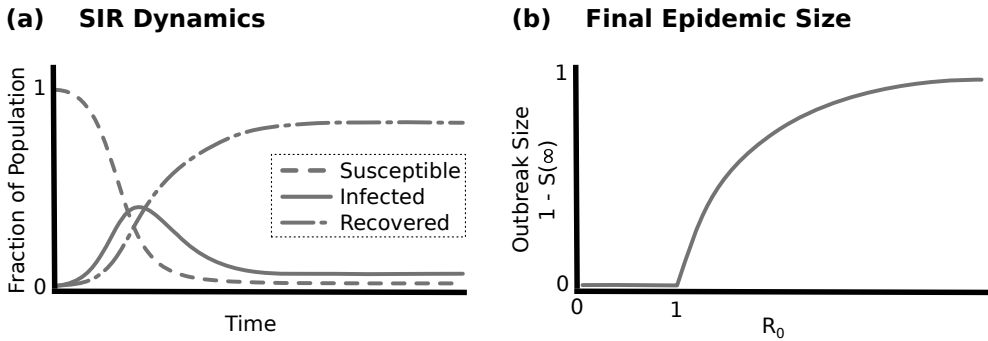 (a) SIR Dynamics
Fraction of Population
1
0
Susceptible
Infected
Recovered
Time
(b) Final Epidemic Size
Outbreak Size
1 - S(∞)
1
0
0
1
R₀